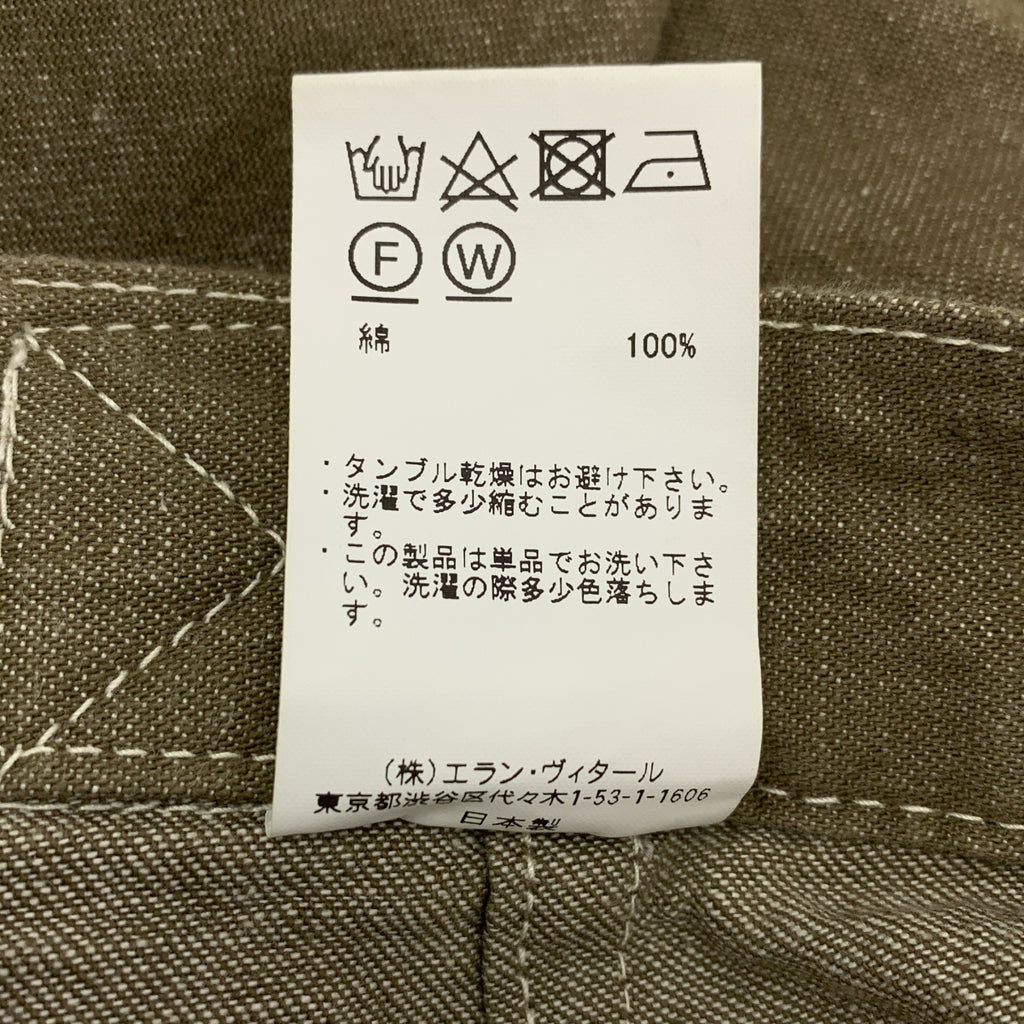 F W
綿 100%
・タンブル乾燥はお避け下さい。
・洗濯で多少縮むことがありま
す。
・この製品は単品でお洗い下さ
い。洗濯の際多少色落ちしま
す。
(株)エラン・ヴィタール
東京都渋谷区代々木1-53-1-1606
日本製